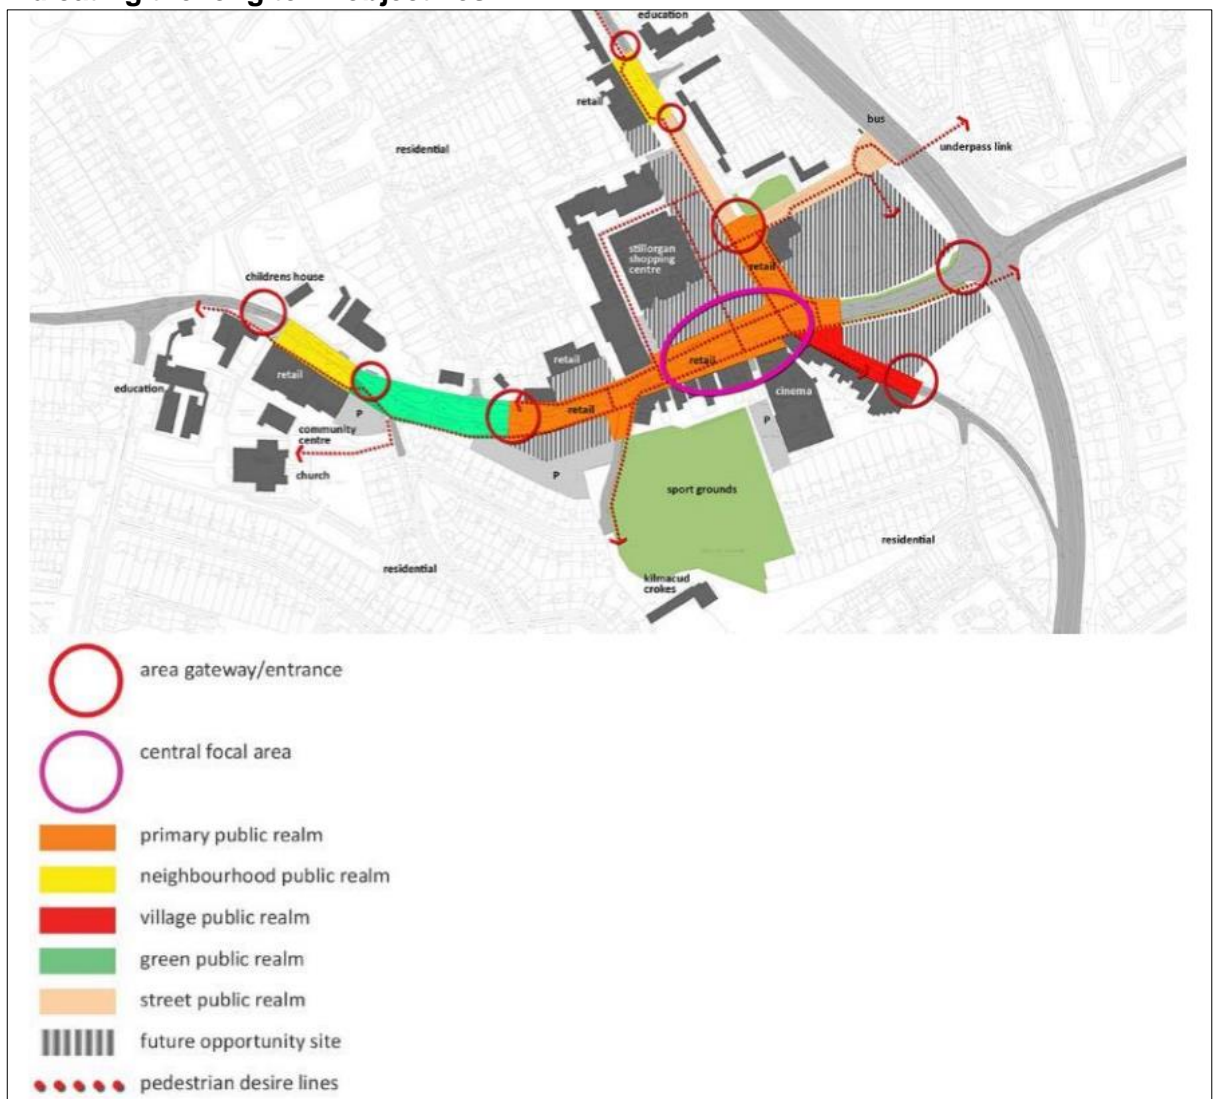 education
retail
bus
residential
underpass link
stillorgan
shopping
centre
retail
childrens house
retail
retail
retail
education
cinema
retail
P
P
community
centre
church
P
sport grounds
residential
residential
kilmacud
crokes
area gateway/entrance
central focal area
primary public realm
neighbourhood public realm
village public realm
green public realm
street public realm
future opportunity site
pedestrian desire lines